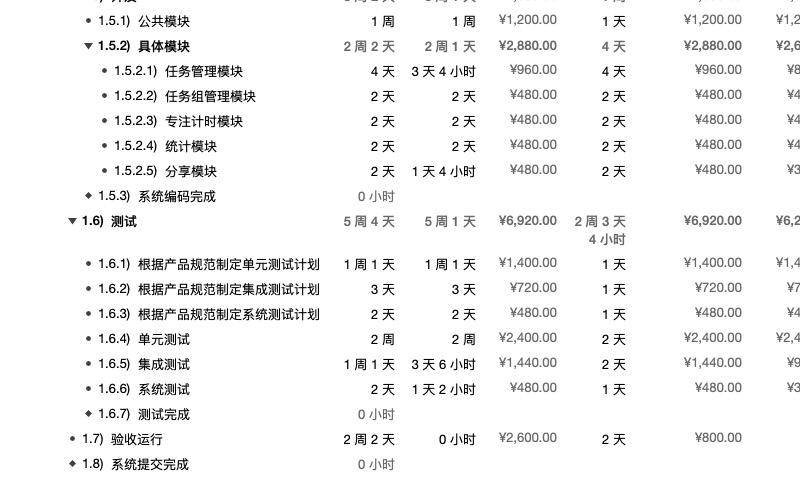 1.5.1) 公共模块 1 周 1 周 ¥1,200.00 1 天 ¥1,200.00
1.5.2) 具体模块 2 周 2 天 2 周 1 天 ¥2,880.00 4 天 ¥2,880.00
1.5.2.1) 任务管理模块 4 天 3 天 4 小时 ¥960.00 4 天 ¥960.00
1.5.2.2) 任务组管理模块 2 天 2 天 ¥480.00 2 天 ¥480.00
1.5.2.3) 专注计时模块 2 天 2 天 ¥480.00 2 天 ¥480.00
1.5.2.4) 统计模块 2 天 2 天 ¥480.00 2 天 ¥480.00
1.5.2.5) 分享模块 2 天 1 天 4 小时 ¥480.00 2 天 ¥480.00
1.5.3) 系统编码完成 0 小时
1.6) 测试 5 周 4 天 5 周 1 天 ¥6,920.00 2 周 3 天 ¥6,920.00
4 小时
1.6.1) 根据产品规范制定单元测试计划 1 周 1 天 1 周 1 天 ¥1,400.00 1 天 ¥1,400.00
1.6.2) 根据产品规范制定集成测试计划 3 天 3 天 ¥720.00 1 天 ¥720.00
1.6.3) 根据产品规范制定系统测试计划 2 天 2 天 ¥480.00 1 天 ¥480.00
1.6.4) 单元测试 2 周 2 周 ¥2,400.00 2 天 ¥2,400.00
1.6.5) 集成测试 1 周 1 天 3 天 6 小时 ¥1,440.00 2 天 ¥1,440.00
1.6.6) 系统测试 2 天 1 天 2 小时 ¥480.00 1 天 ¥480.00
1.6.7) 测试完成 0 小时
1.7) 验收运行 2 周 2 天 0 小时 ¥2,600.00 2 天 ¥800.00
1.8) 系统提交完成 0 小时